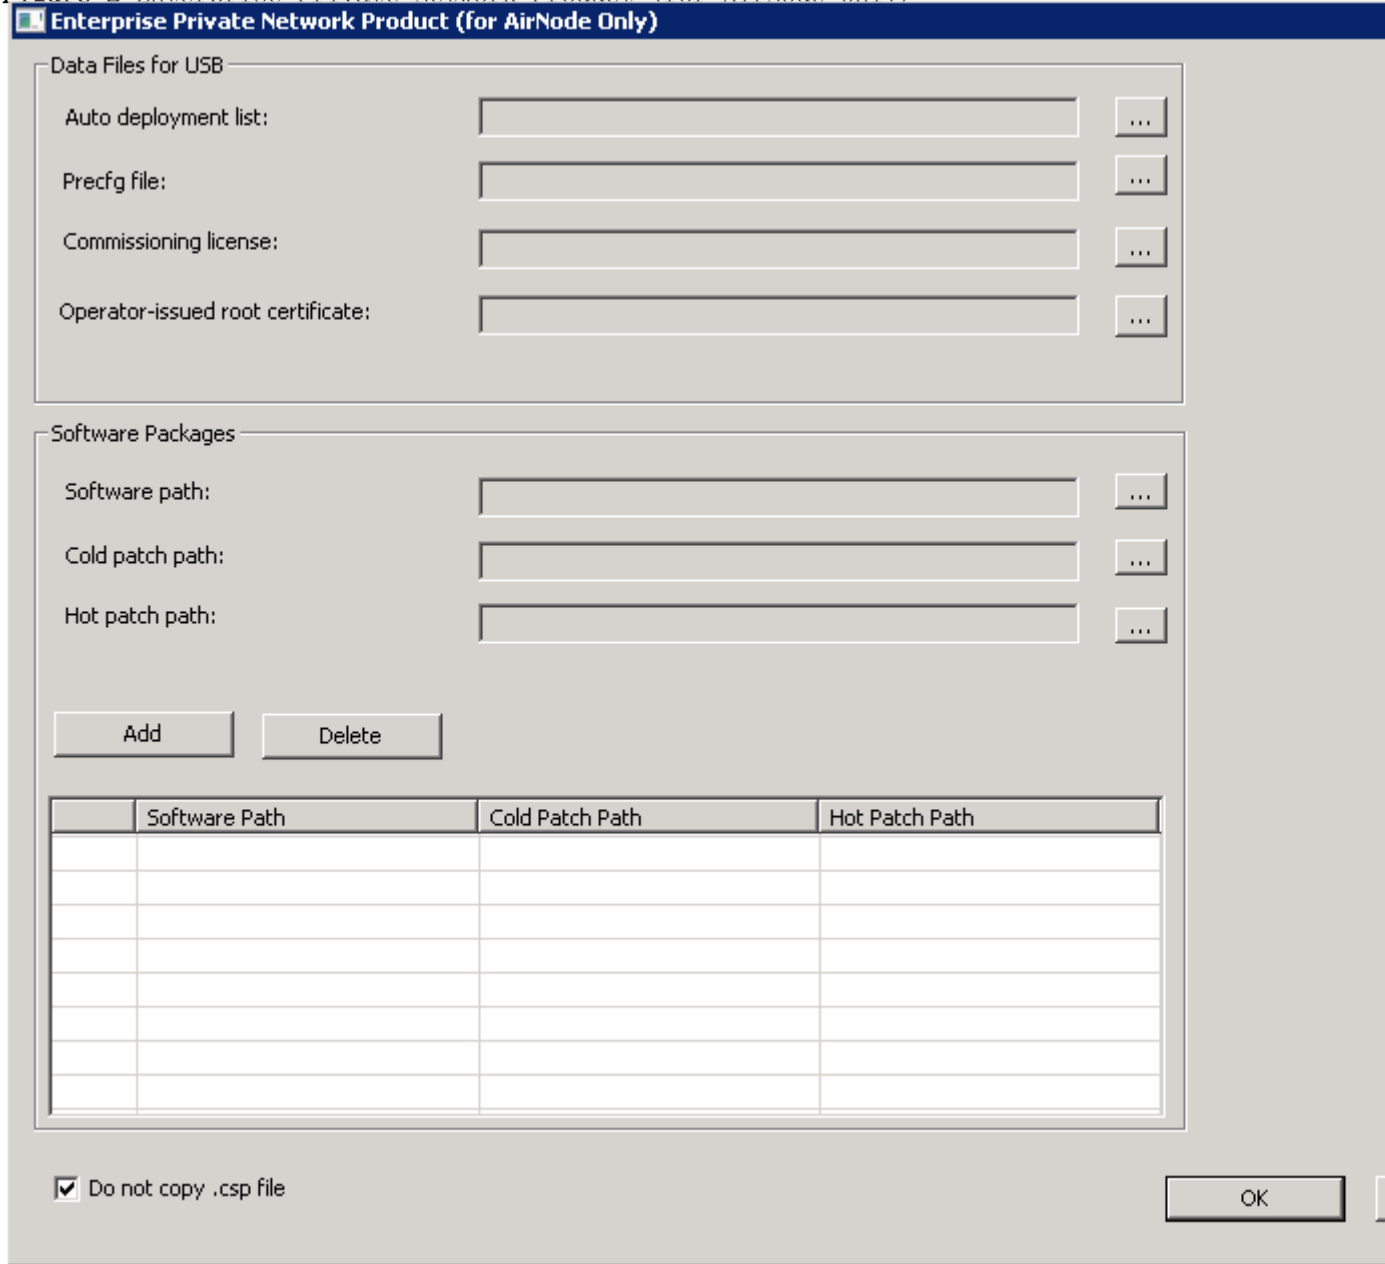 Enterprise Private Network Product (for AirNode Only)
Data Files for USB
Auto deployment list:
...
Precfg file:
...
Commissioning license:
...
Operator-issued root certificate:
...
Software Packages
Software path:
...
Cold patch path:
...
Hot patch path:
...
Add Delete
Software Path Cold Patch Path Hot Patch Path
Do not copy .csp file
OK